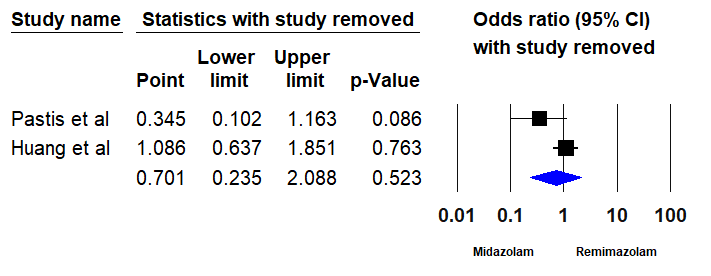 Study name Statistics with study removed Odds ratio (95% CI)
with study removed
Lower Upper
Point limit limit p-Value
Pastis et al 0.345 0.102 1.163 0.086
Huang et al 1.086 0.637 1.851 0.763
0.701 0.235 2.088 0.523
0.01 0.1 1 10 100
Midazolam Remimazolam